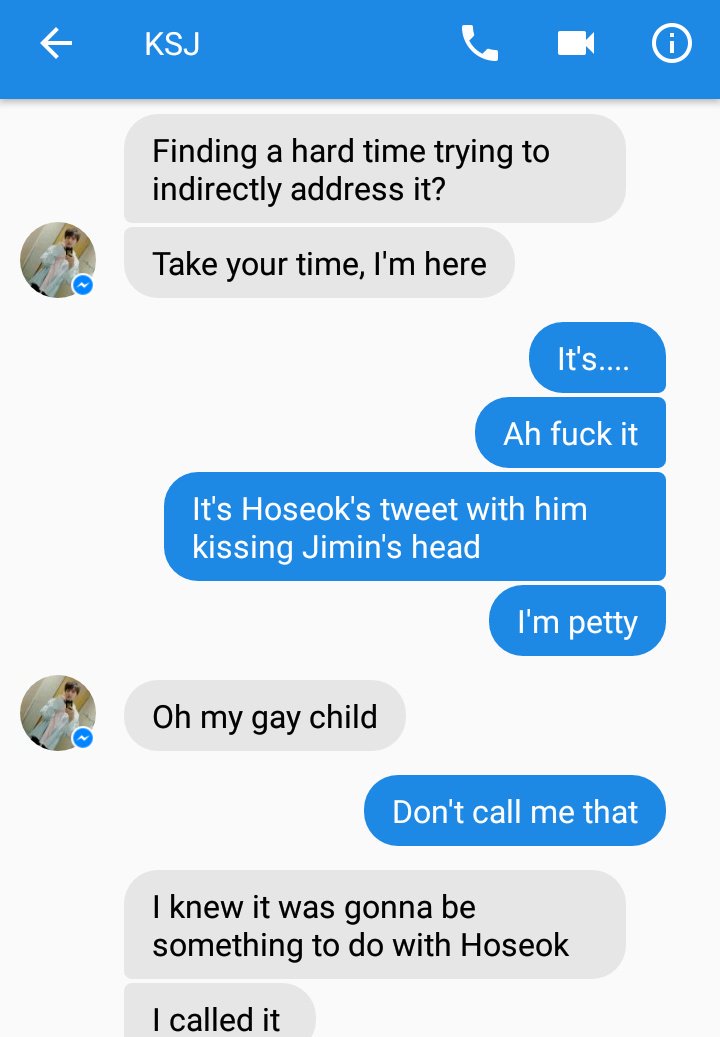 KSJ
Finding a hard time trying to
indirectly address it?
Take your time, I'm here
It's....
Ah fuck it
It's Hoseok's tweet with him
kissing Jimin's head
I'm petty
Oh my gay child
Don't call me that
I knew it was gonna be
something to do with Hoseok
I called it